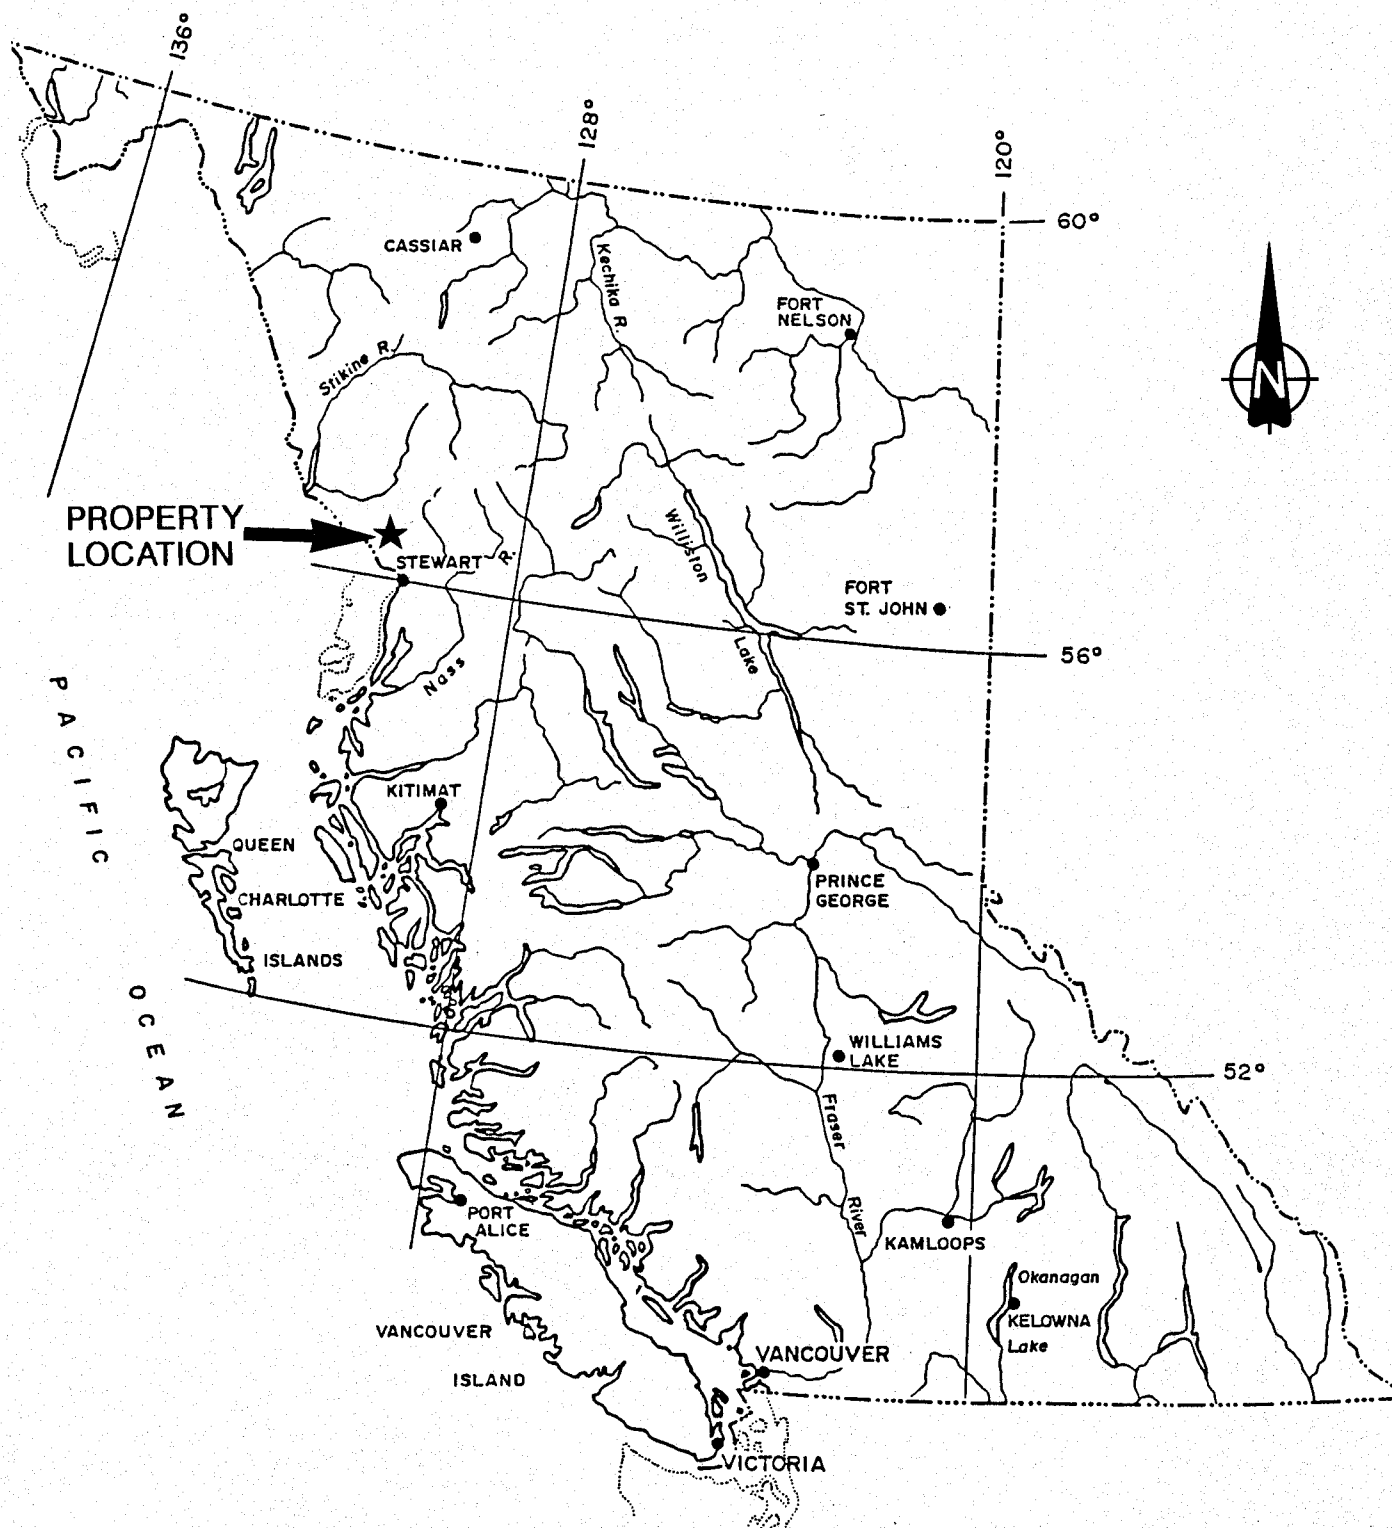 136°
128°
120°
60°
CASSIAR
Kechika R.
FORT
NELSON
N
Stikine R.
PROPERTY
LOCATION
STEWART
R.
Williston
FORT
ST. JOHN
56°
Lake
Nass
PACIFIC
KITIMAT
QUEEN
CHARLOTTE
ISLANDS
PRINCE
GEORGE
OCEAN
WILLIAMS
LAKE
52°
Fraser
River
PORT
ALICE
KAMLOOPS
Okanagan
KELOWNA
Lake
VANCOUVER
ISLAND
VANCOUVER
VICTORIA